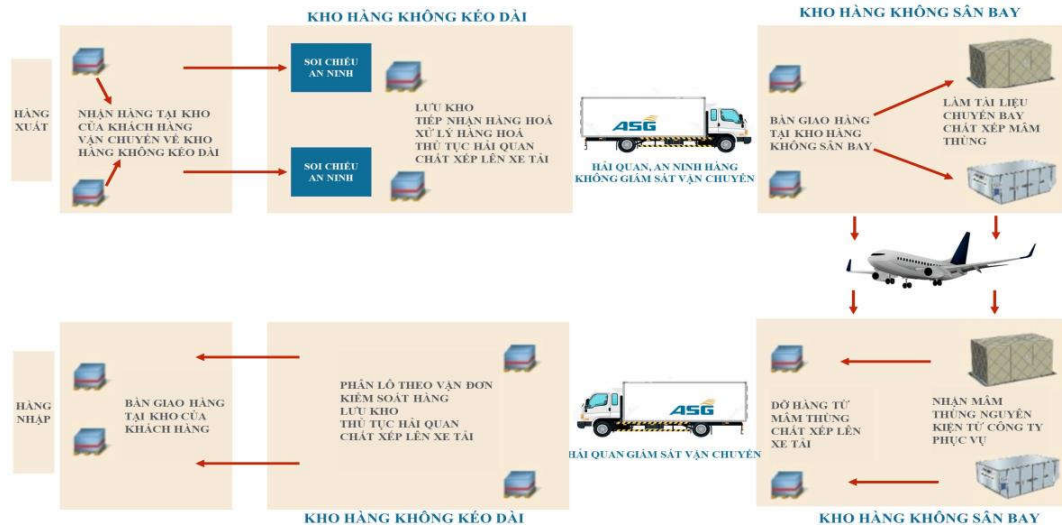 KHO HÀNG KHÔNG KÉO DÀI
KHO HÀNG KHÔNG SÂN BAY
HÀNG
XUẤT
NHẬN HÀNG TẠI KHO
CỦA KHÁCH HÀNG
VẬN CHUYỂN VỀ KHO
HÀNG KHÔNG KÉO DÀI
SOI CHIẾU
AN NINH
SOI CHIẾU
AN NINH
LƯU KHO
TIẾP NHẬN HÀNG HOÁ
XỬ LÝ HÀNG HOÁ
THỦ TỤC HẢI QUAN
CHẤT XẾP LÊN XE TẢI
ASG
HẢI QUAN, AN NINH HÀNG
KHÔNG GIÁM SÁT VẬN CHUYỂN
BÀN GIAO HÀNG
TẠI KHO HÀNG
KHÔNG SÂN BAY
LÀM TÀI LIỆU
CHUYẾN BAY
CHẤT XẾP MÂM
THÙNG
HÀNG
NHẬP
BÀN GIAO HÀNG
TẠI KHO CỦA
KHÁCH HÀNG
PHÂN LÔ THEO VẬN ĐƠN
KIỂM SOÁT HÀNG
LƯU KHO
THỦ TỤC HẢI QUAN
CHẤT XẾP LÊN XE TẢI
ASG
HẢI QUAN GIÁM SÁT VẬN CHUYỂN
DỠ HÀNG TỪ
MÂM THÙNG
CHẤT XẾP LÊN
XE TẢI
NHẬN MÂM
THÙNG NGUYÊN
KIỆN TỪ CÔNG TY
PHỤC VỤ
KHO HÀNG KHÔNG KÉO DÀI
KHO HÀNG KHÔNG SÂN BAY